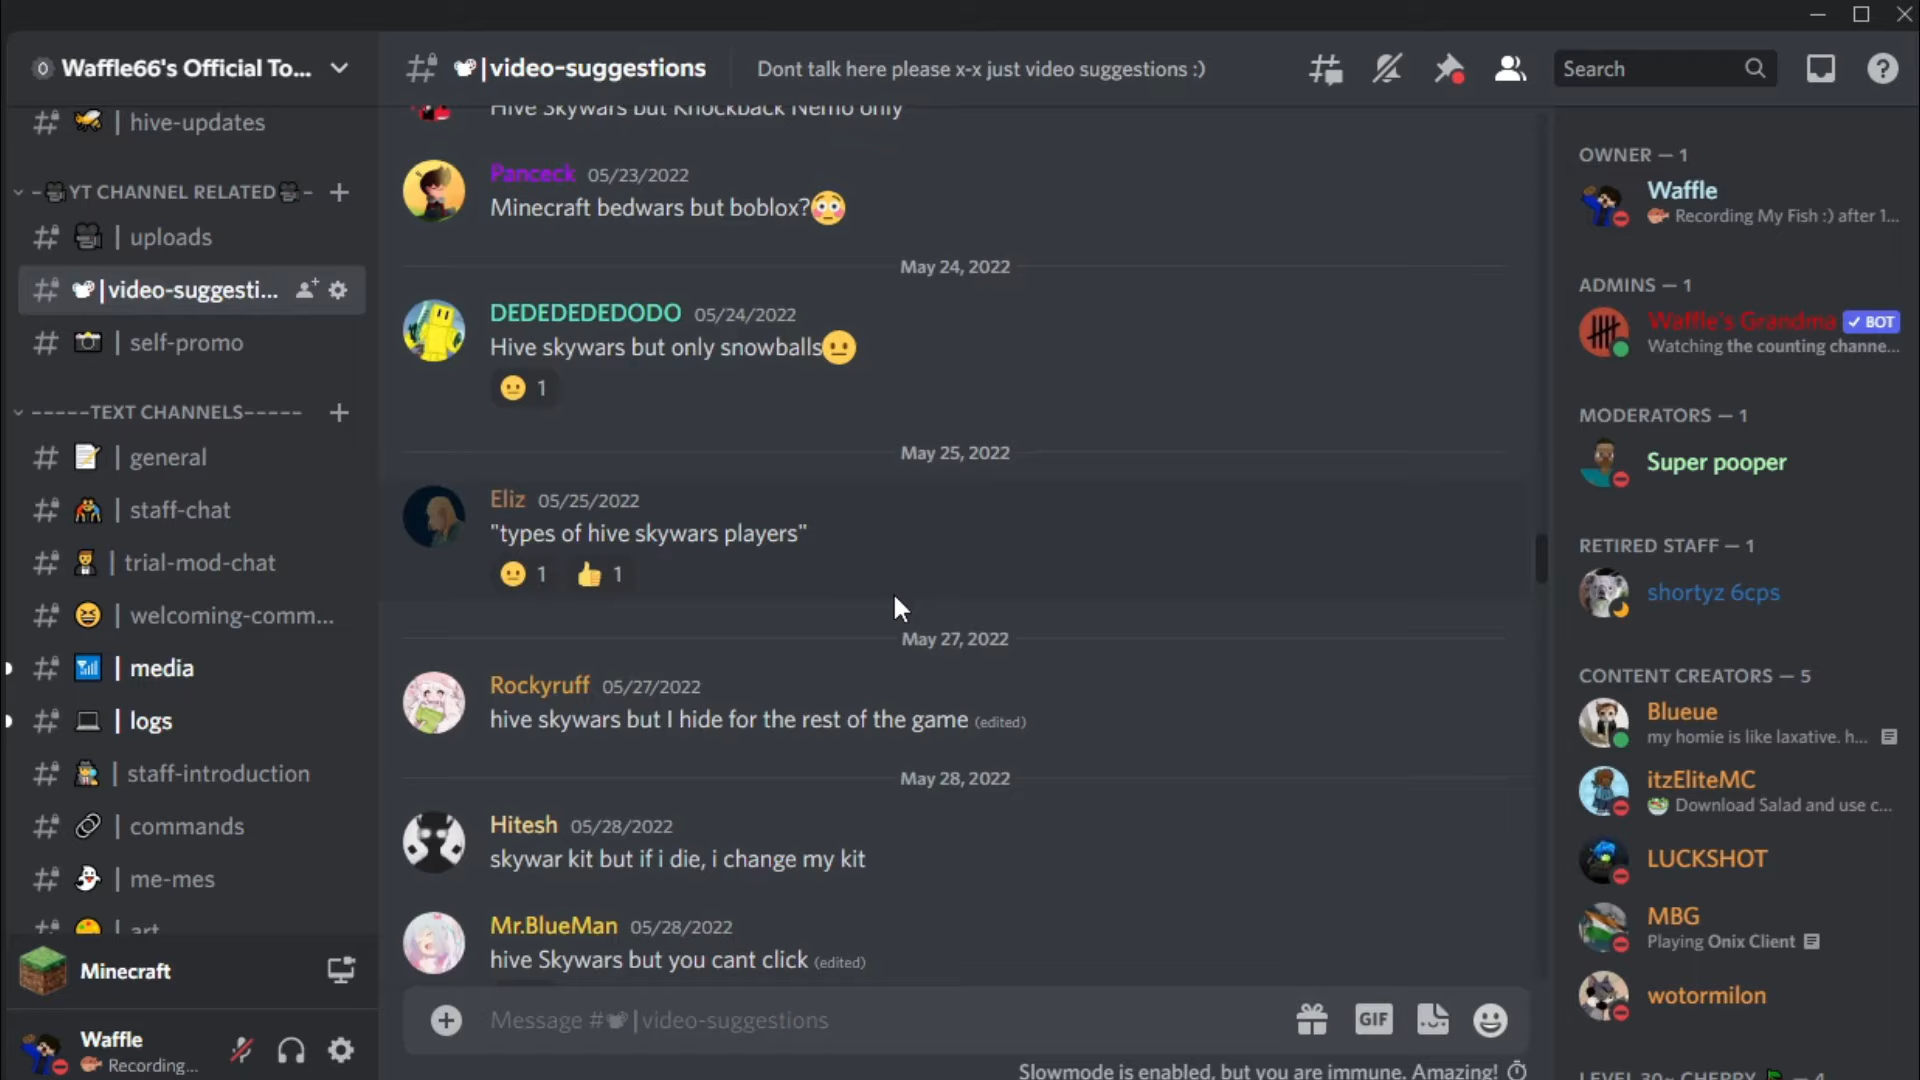 Waffle66's Official To...
hive-updates
YT CHANNEL RELATED
uploads
video-suggesti...
self-promo
------TEXT CHANNELS-----
general
staff-chat
trial-mod-chat
welcoming-comm...
media
logs
staff-introduction
commands
me-mes
art
Minecraft
Waffle
Recording...
|video-suggestions
Dont talk here please x-x just video suggestions :)
Search
Hive Skywars but Knockback Nemo only
Panceck 05/23/2022
Minecraft bedwars but boblox?😳
May 24, 2022
DEDEDEDEDODO 05/24/2022
Hive skywars but only snowballs😐
😐 1
May 25, 2022
Eliz 05/25/2022
"types of hive skywars players"
😐 1 👍 1
May 27, 2022
Rockyruff 05/27/2022
hive skywars but I hide for the rest of the game (edited)
May 28, 2022
Hitesh 05/28/2022
skywar kit but if i die, i change my kit
Mr.BlueMan 05/28/2022
hive Skywars but you cant click (edited)
Message #|video-suggestions
GIF
Slowmode is enabled, but you are immune. Amazing!
OWNER — 1
Waffle
Recording My Fish :) after 1...
ADMINS — 1
Waffle's Grandma ✓ BOT
Watching the counting channe...
MODERATORS — 1
Super pooper
RETIRED STAFF — 1
shortyz 6cps
CONTENT CREATORS — 5
Blueue
my homie is like laxative. h...
itzEliteMC
Download Salad and use c...
LUCKSHOT
MBG
Playing Onix Client
wotormilon
LEVEL 30~ CHERRY — 4